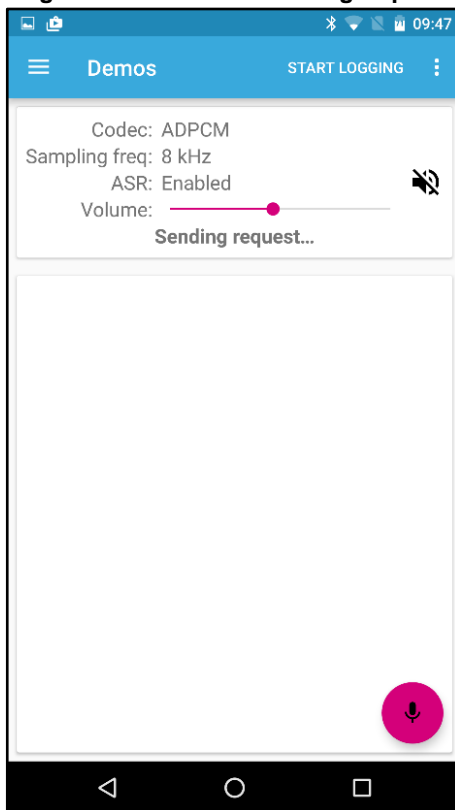 09:47
Demos START LOGGING
Codec: ADPCM
Sampling freq: 8 kHz
ASR: Enabled
Volume:
Sending request...